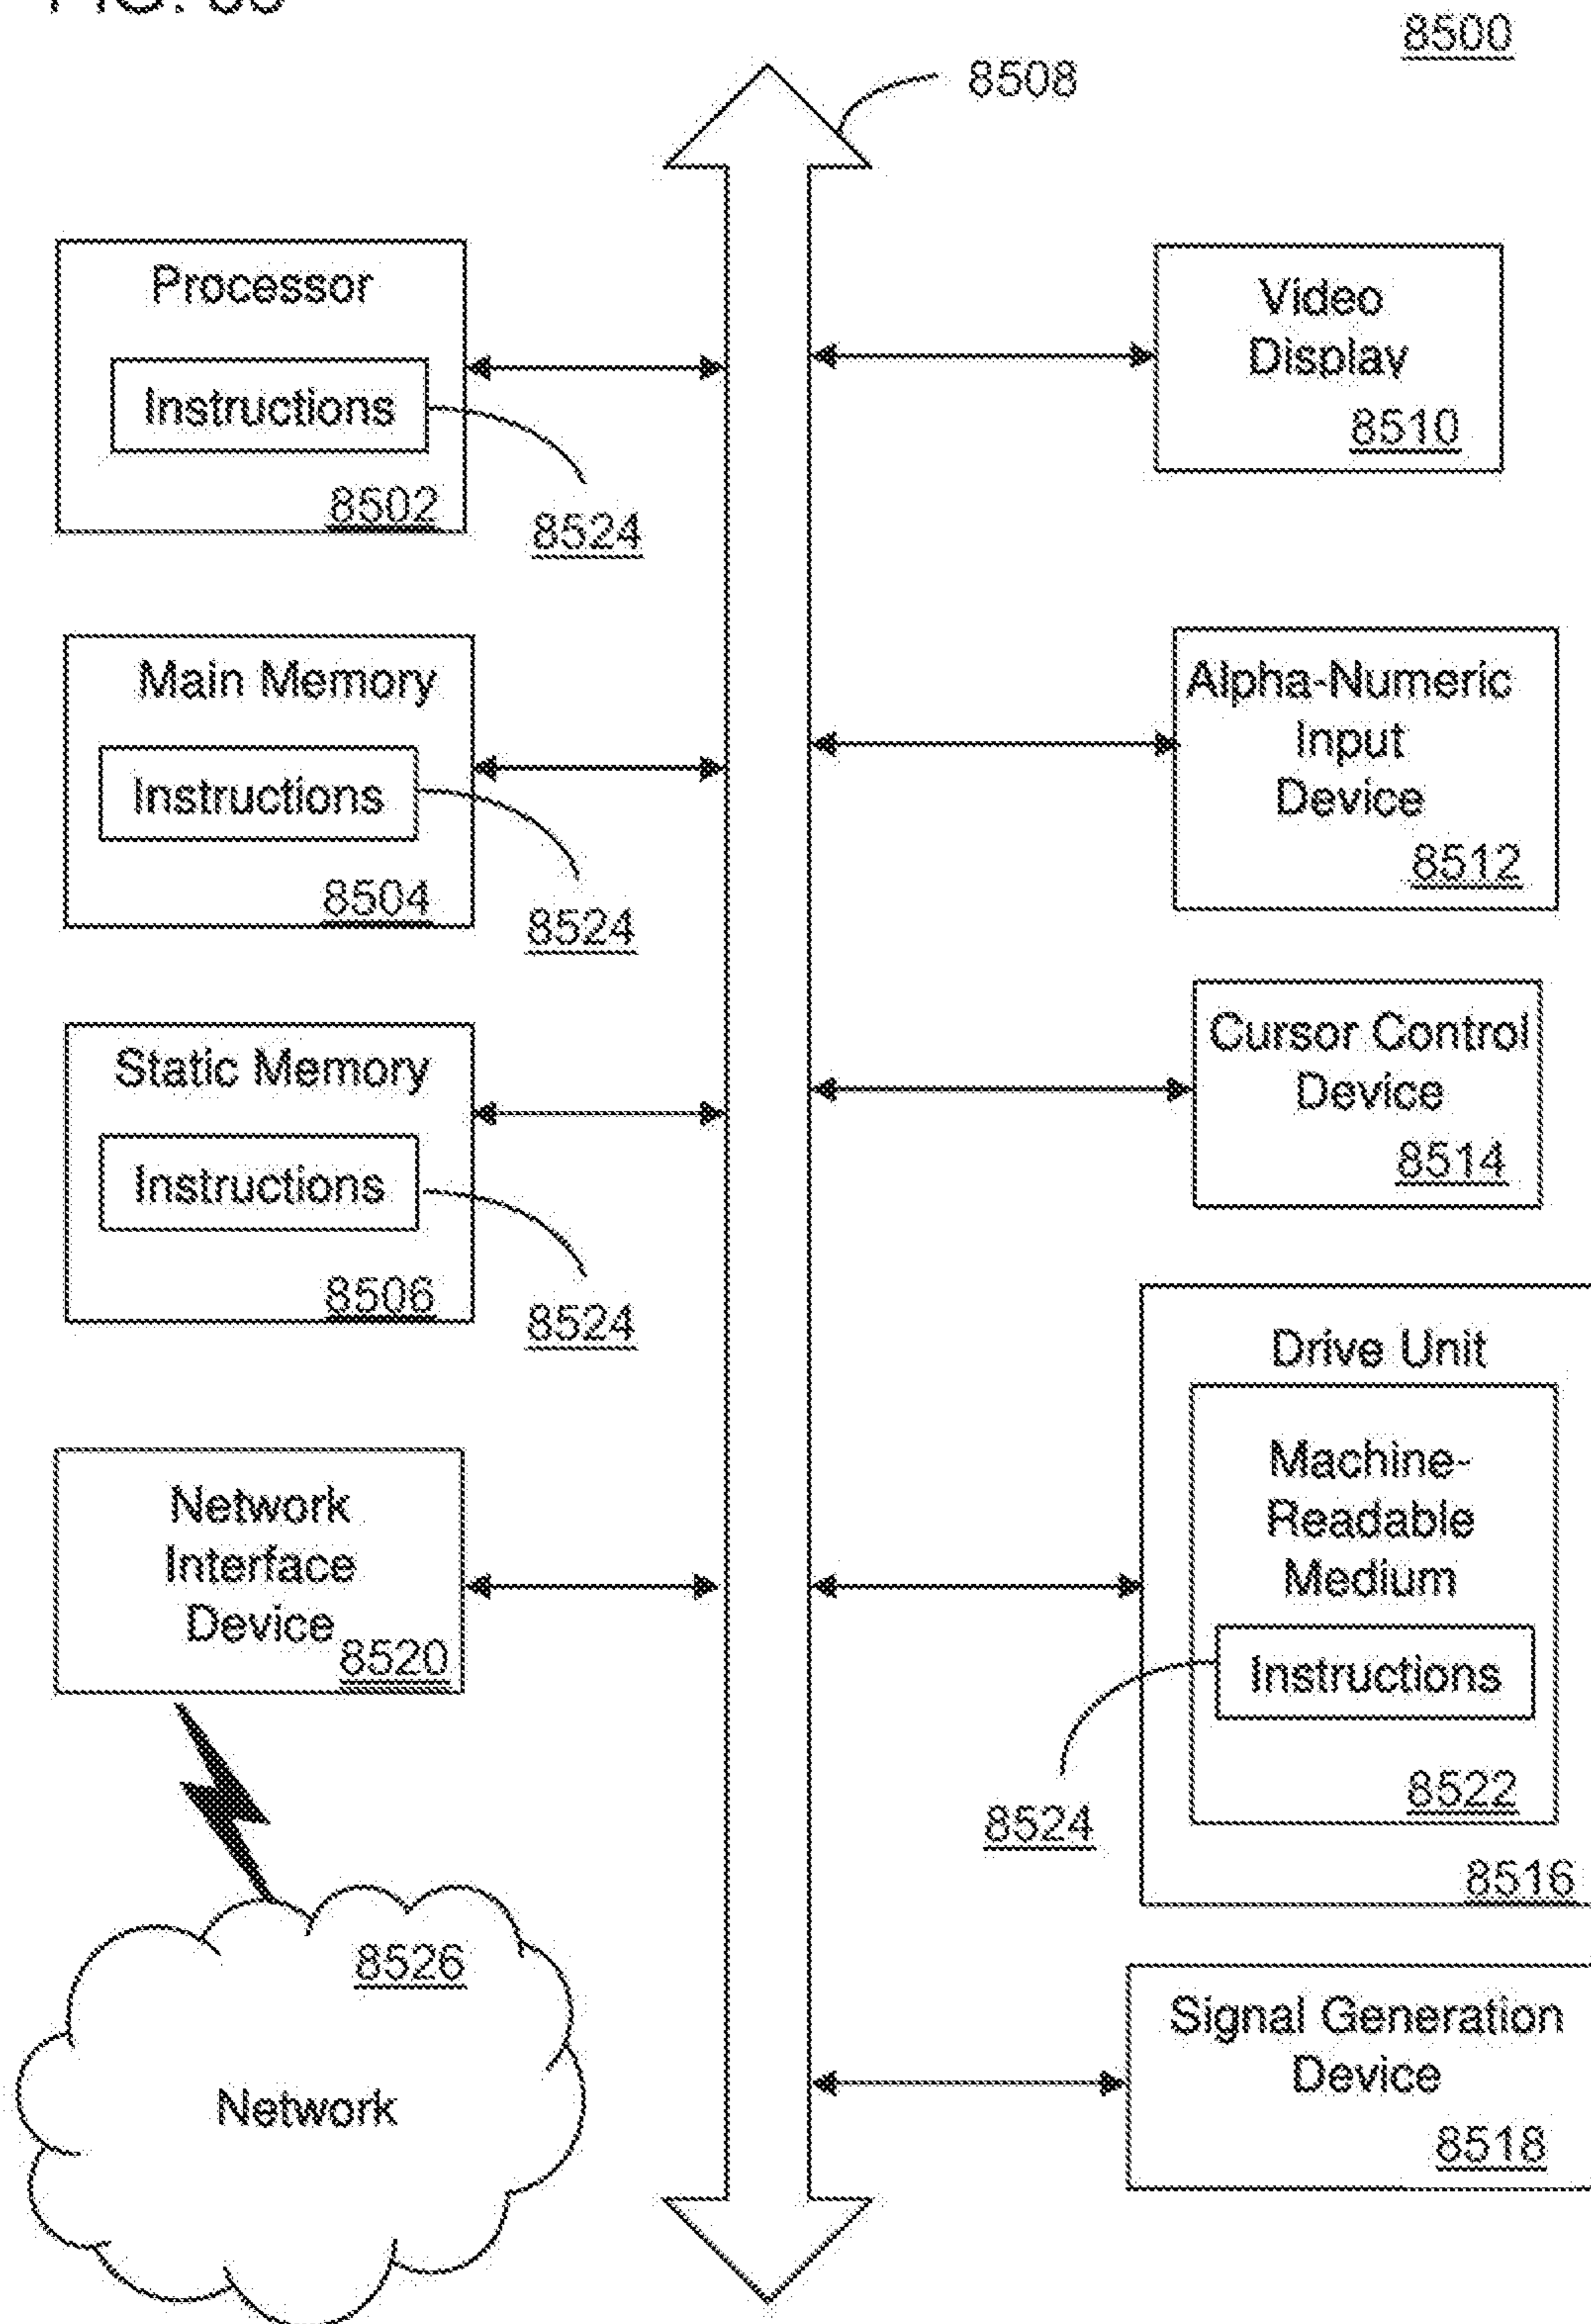 8500
8508
Processor
Instructions
8502
8524
Video
Display
8510
Main Memory
Instructions
8504
8524
Alpha-Numeric
Input
Device
8512
Static Memory
Instructions
8506
8524
Cursor Control
Device
8514
Network
Interface
Device
8520
Drive Unit
Machine-
Readable
Medium
Instructions
8522
8524
8516
8526
Network
Signal Generation
Device
8518